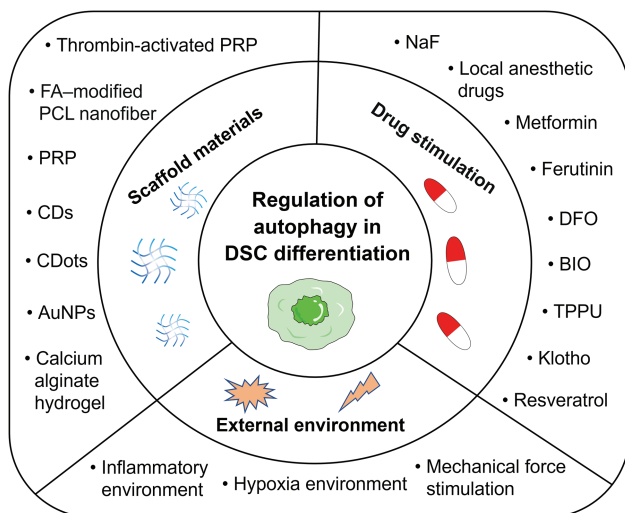 • Thrombin-activated PRP
• FA–modified
PCL nanofiber
• PRP
• CDs
• CDots
• AuNPs
• Calcium
alginate
hydrogel
Scaffold materials
• NaF
• Local anesthetic
drugs
• Metformin
• Ferutinin
• DFO
• BIO
• TPPU
• Klotho
• Resveratrol
Drug stimulation
Regulation of
autophagy in
DSC differentiation
External environment
• Inflammatory
environment
• Hypoxia environment
• Mechanical force
stimulation